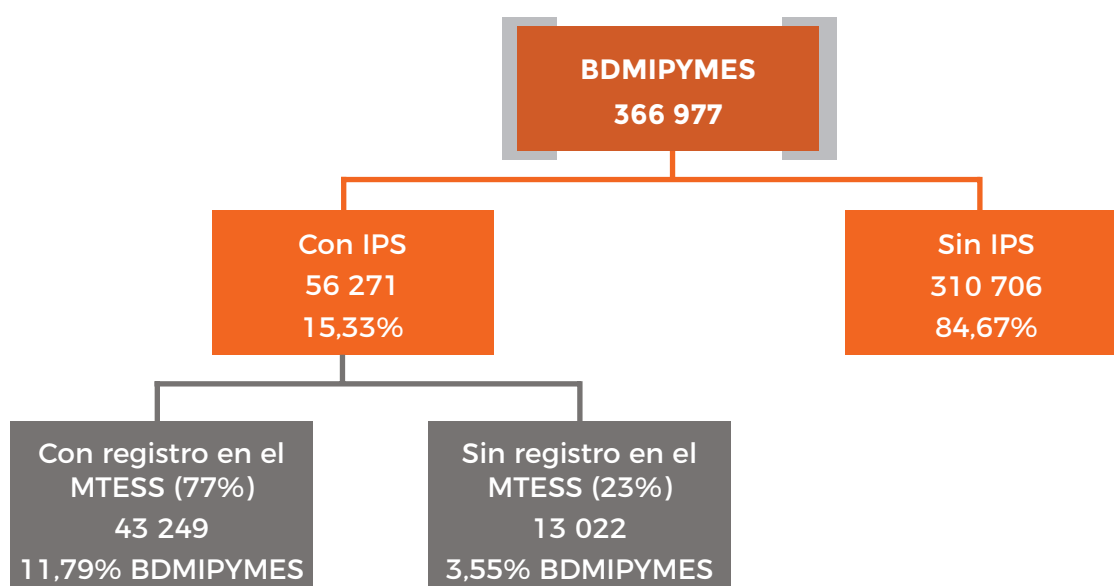 BDMIPYMES
366 977
Con IPS
56 271
15,33%
Sin IPS
310 706
84,67%
Con registro en el
MTESS (77%)
43 249
11,79% BDMIPYMES
Sin registro en el
MTESS (23%)
13 022
3,55% BDMIPYMES